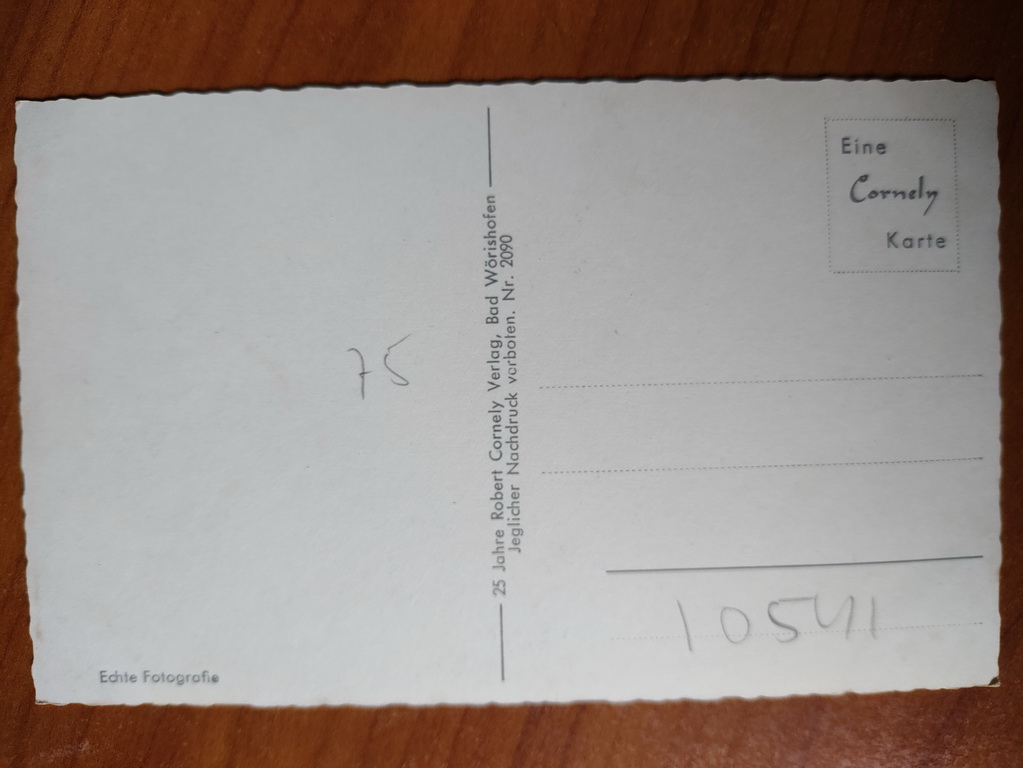 Eine
Cornely
Karte
75
25 Jahre Robert Cornely Verlag, Bad Wörishofen
Jeglicher Nachdruck verboten. Nr. 2090
10541
Echte Fotografie